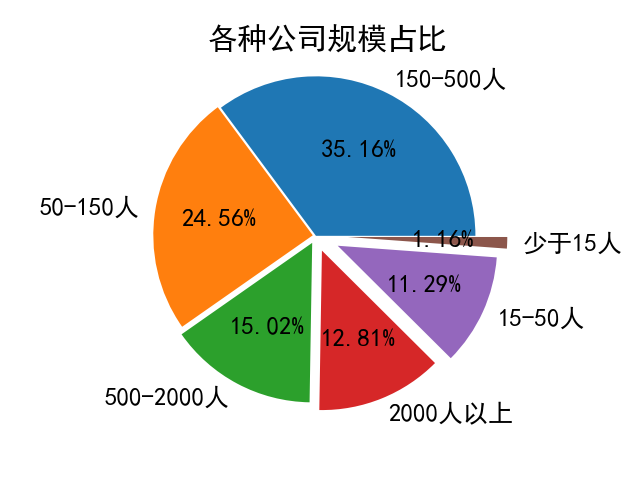 各种公司规模占比
150-500人
35.16%
50-150人
24.56%
1.16%
少于15人
11.29%
15-50人
15.02%
12.81%
500-2000人
2000人以上